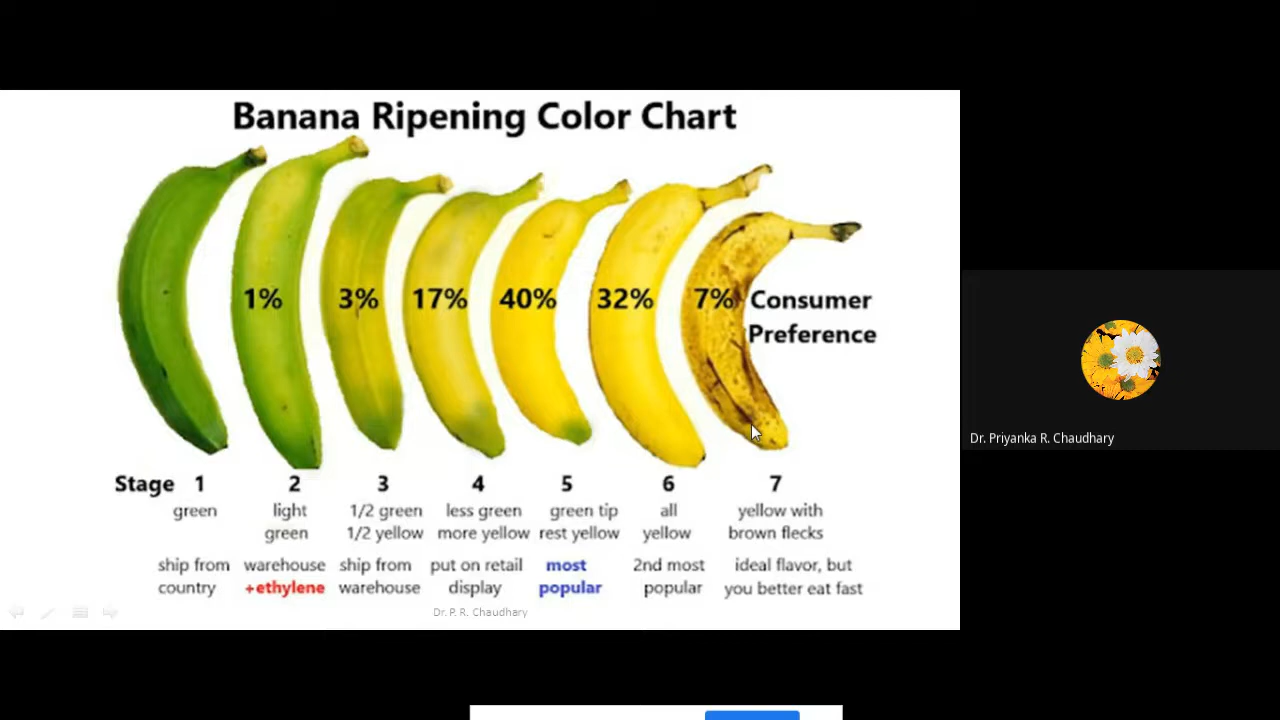 Banana Ripening Color Chart
1% 3% 17% 40% 32% 7% Consumer
Preference
Stage 1 2 3 4 5 6 7
green light 1/2 green less green green tip all yellow with
green 1/2 yellow more yellow rest yellow yellow brown flecks
ship from warehouse ship from put on retail most 2nd most ideal flavor, but
country +ethylene warehouse display popular popular you better eat fast
Dr. P. R. Chaudhary
Dr. Priyanka R. Chaudhary